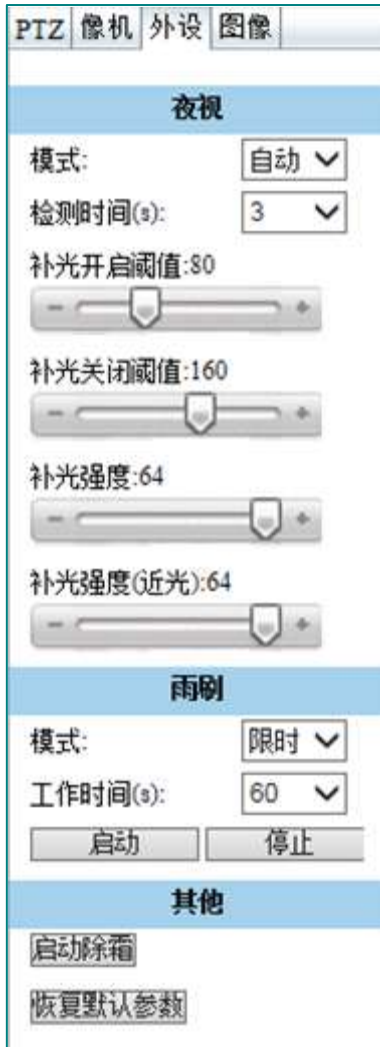 PTZ 像机 外设 图像
夜视
模式: 自动
检测时间(s): 3
补光开启阈值:80
补光关闭阈值:160
补光强度:64
补光强度(近光):64
雨刷
模式: 限时
工作时间(s): 60
启动 停止
其他
启动除霜
恢复默认参数